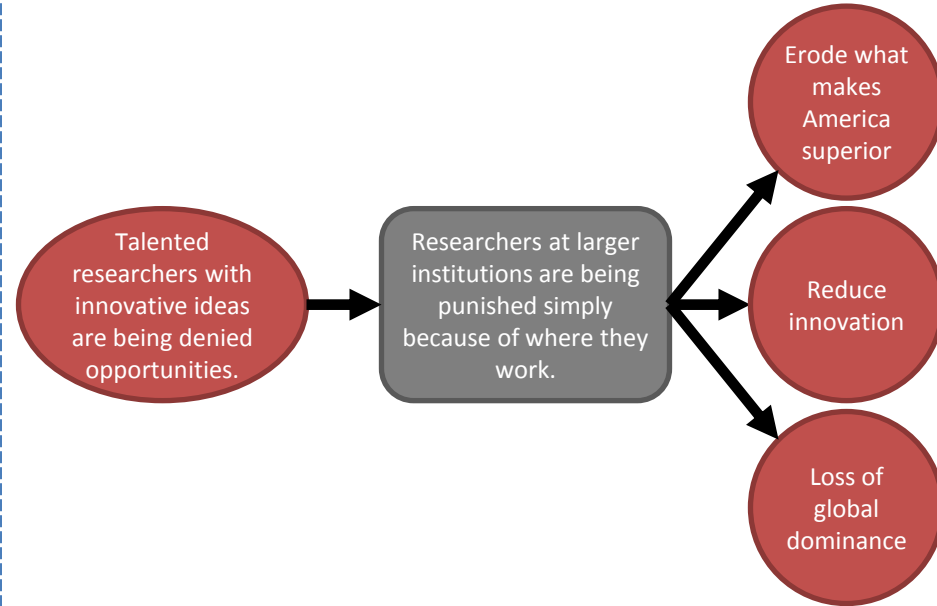 Talented
researchers with
innovative ideas
are being denied
opportunities.
Researchers at larger
institutions are being
punished simply
because of where they
work.
Erode what
makes
America
superior
Reduce
innovation
Loss of
global
dominance